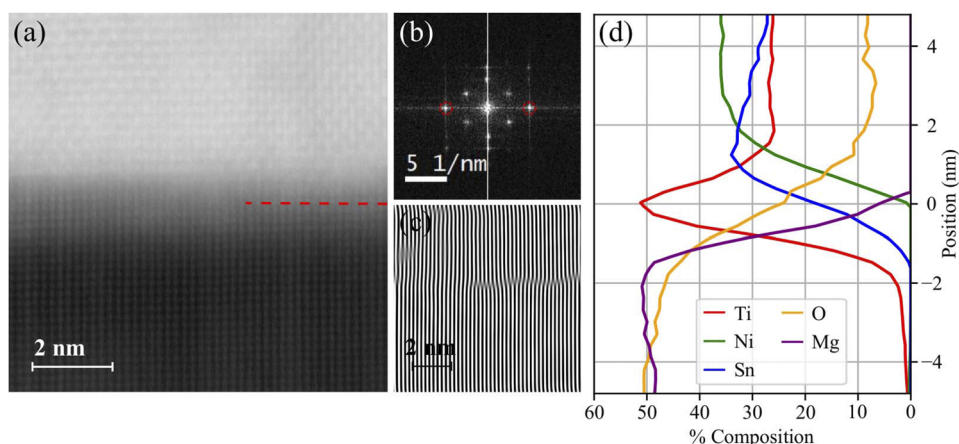 (a)
2 nm
(b)
5 1/nm
(c)
2 nm
(d)
4
2
0
−2
−4
Position (nm)
Ti
O
Ni
Mg
Sn
60
50
40
30
20
10
0
% Composition